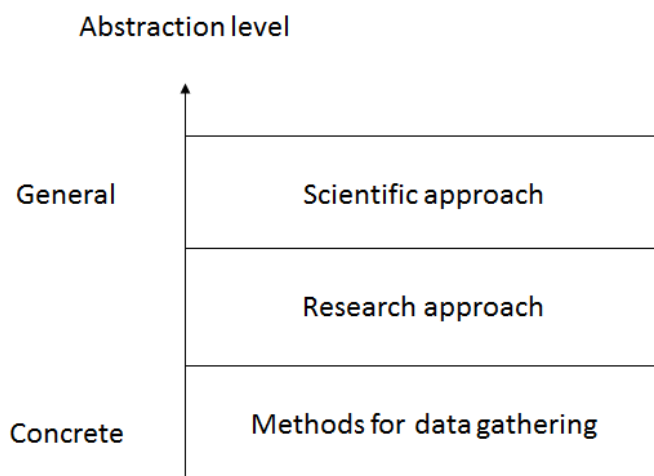 Abstraction level
General
Scientific approach
Research approach
Concrete
Methods for data gathering